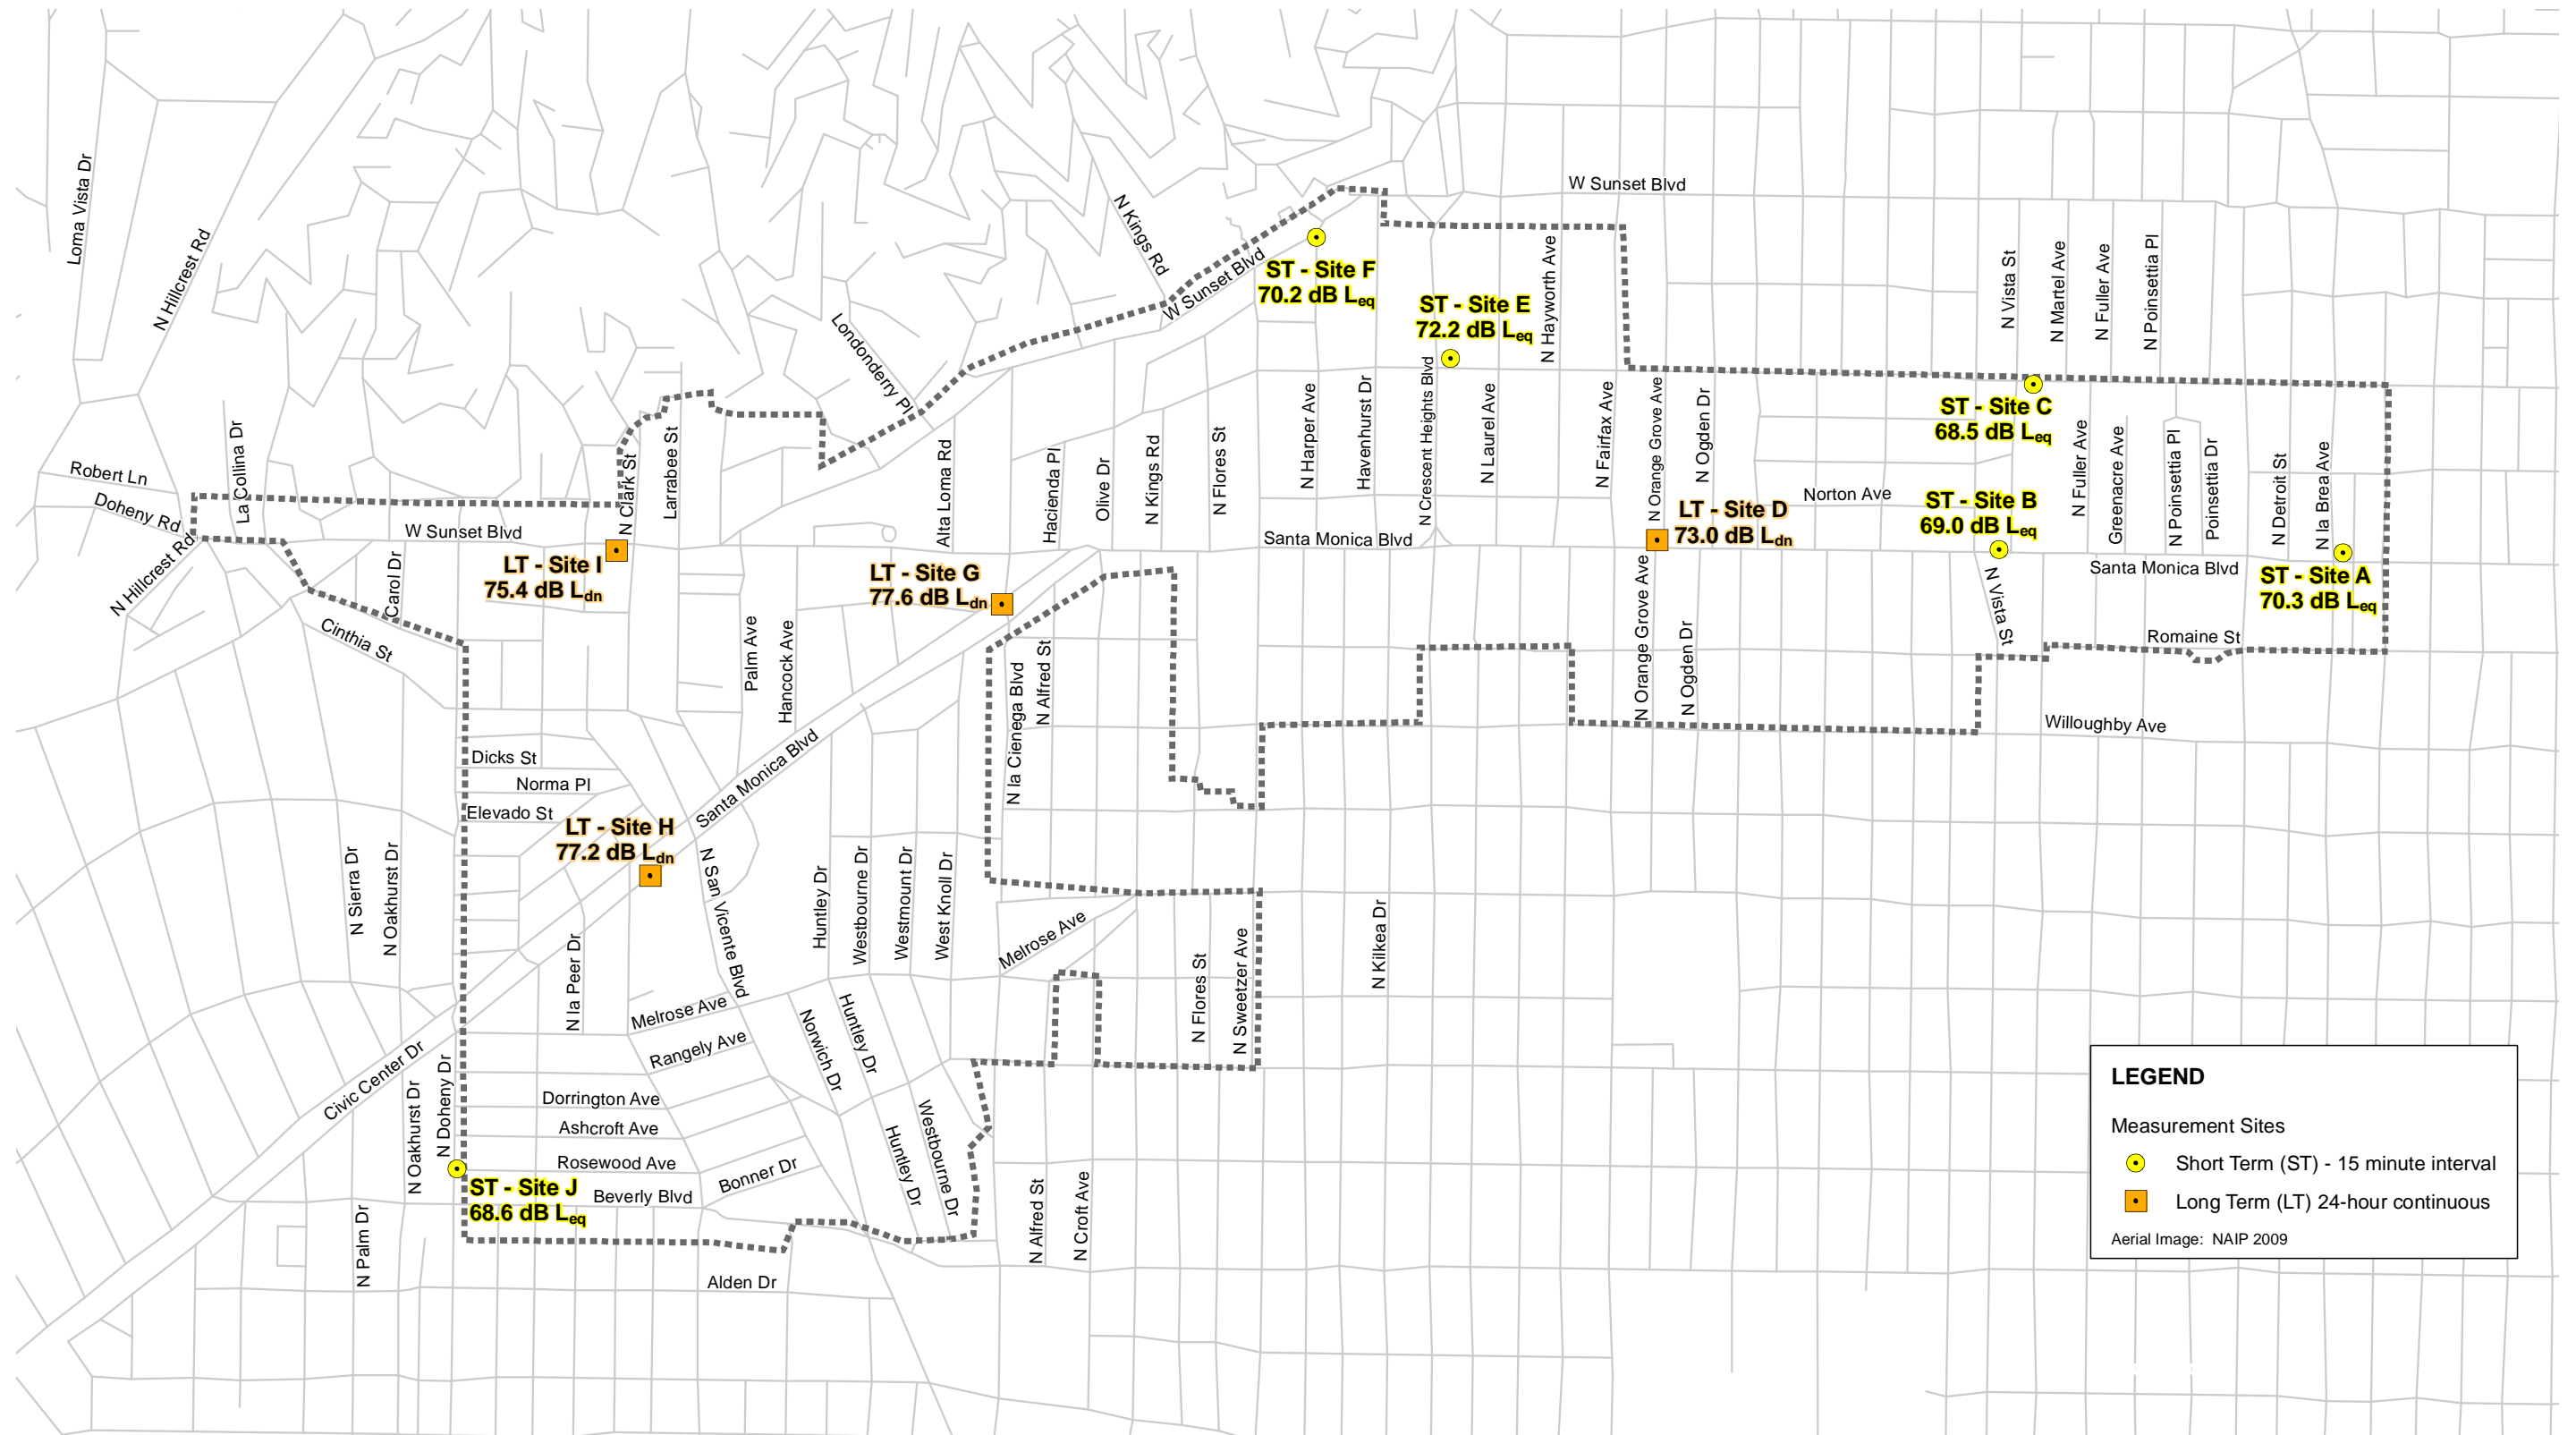 W Sunset Blvd
Loma Vista Dr
N Hillcrest Rd
N Kings Rd
W Sunset Blvd
ST - Site F
70.2 dB Leq
ST - Site E
72.2 dB Leq
N Hayworth Ave
N Vista St
N Martel Ave
N Fuller Ave
N Poinsettia Pl
Londonderry Pl
ST - Site C
68.5 dB Leq
La Collina Dr
Robert Ln
Doheny Rd
N Clark St
Larrabee St
Alta Loma Rd
Hacienda Pl
Olive Dr
N Kings Rd
N Flores St
N Harper Ave
Havenhurst Dr
N Crescent Heights Blvd
N Laurel Ave
N Fairfax Ave
N Orange Grove Ave
N Ogden Dr
Norton Ave
ST - Site B
69.0 dB Leq
N Fuller Ave
Greenacre Ave
N Poinsettia Pl
Poinsettia Dr
N Detroit St
N la Brea Ave
W Sunset Blvd
Santa Monica Blvd
LT - Site D
73.0 dB Ldn
N Hillcrest Rd
Carol Dr
LT - Site I
75.4 dB Ldn
LT - Site G
77.6 dB Ldn
Santa Monica Blvd
ST - Site A
70.3 dB Leq
N Vista St
Romaine St
Cinthia St
Palm Ave
Hancock Ave
N la Cienega Blvd
N Alfred St
N Orange Grove Ave
N Ogden Dr
Willoughby Ave
Dicks St
Norma Pl
Elevado St
Santa Monica Blvd
LT - Site H
77.2 dB Ldn
N Sierra Dr
N Oakhurst Dr
N San Vicente Blvd
Huntley Dr
Westbourne Dr
Westmount Dr
West Knoll Dr
Melrose Ave
N Kilkea Dr
N la Peer Dr
Melrose Ave
Rangely Ave
Norwich Dr
Huntley Dr
N Flores St
N Sweetzer Ave
Civic Center Dr
N Oakhurst Dr
N Doheny Dr
Dorrington Ave
Ashcroft Ave
Rosewood Ave
Bonner Dr
Beverly Blvd
Huntley Dr
Westbourne Dr
ST - Site J
68.6 dB Leq
N Palm Dr
N Alfred St
N Croft Ave
Alden Dr
LEGEND
Measurement Sites
Short Term (ST) - 15 minute interval
Long Term (LT) 24-hour continuous
Aerial Image: NAIP 2009